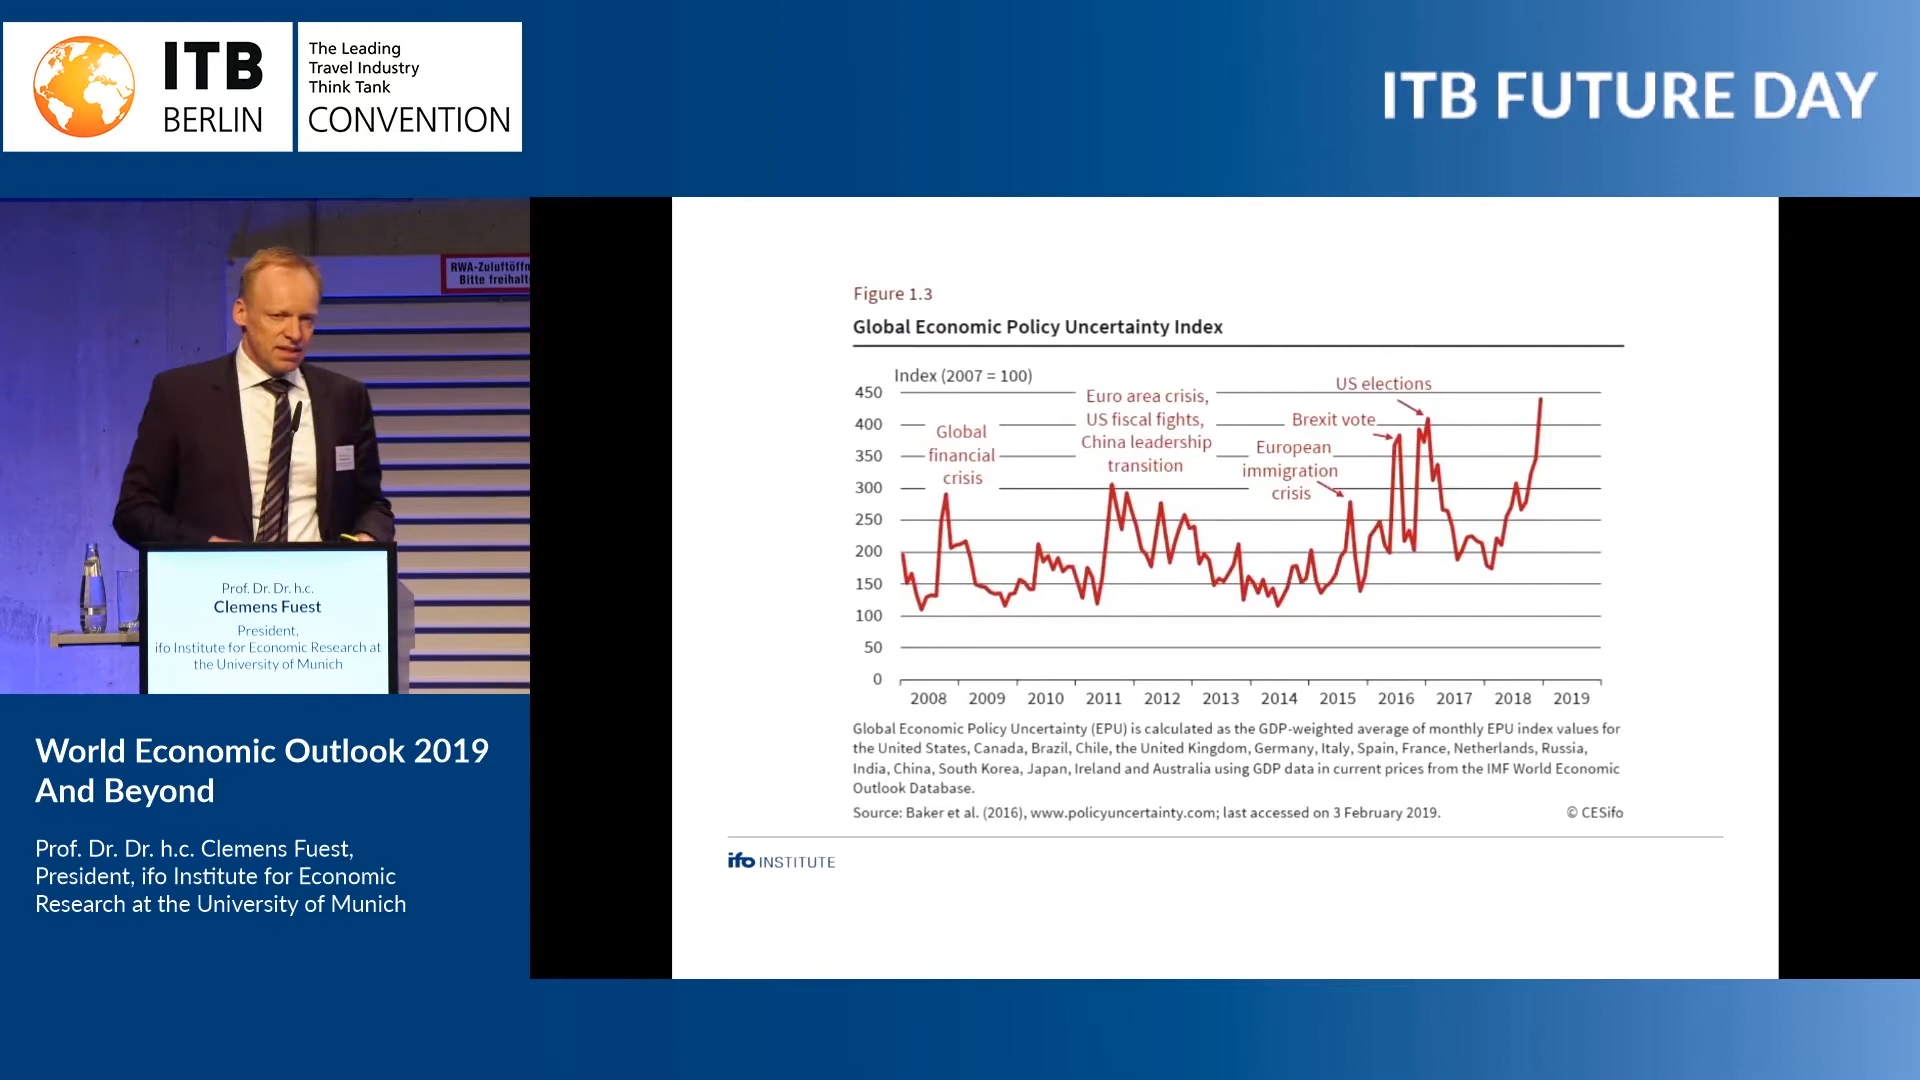 ITB
BERLIN
The Leading
Travel Industry
Think Tank
CONVENTION
ITB FUTURE DAY
RWA-Zuluftöffn
Bitte freihalt
Prof. Dr. Dr. h.c.
Clemens Fuest
President,
ifo Institute for Economic Research at
the University of Munich
World Economic Outlook 2019
And Beyond
Prof. Dr. Dr. h.c. Clemens Fuest,
President, ifo Institute for Economic
Research at the University of Munich
Figure 1.3
Global Economic Policy Uncertainty Index
Index (2007 = 100)
450
400
350
300
250
200
150
100
50
0
Global
financial
crisis
Euro area crisis,
US fiscal fights,
China leadership
transition
European
immigration
crisis
Brexit vote
US elections
2008 2009 2010 2011 2012 2013 2014 2015 2016 2017 2018 2019
Global Economic Policy Uncertainty (EPU) is calculated as the GDP-weighted average of monthly EPU index values for
the United States, Canada, Brazil, Chile, the United Kingdom, Germany, Italy, Spain, France, Netherlands, Russia,
India, China, South Korea, Japan, Ireland and Australia using GDP data in current prices from the IMF World Economic
Outlook Database.
Source: Baker et al. (2016), www.policyuncertainty.com; last accessed on 3 February 2019. © CESifo
ifo INSTITUTE